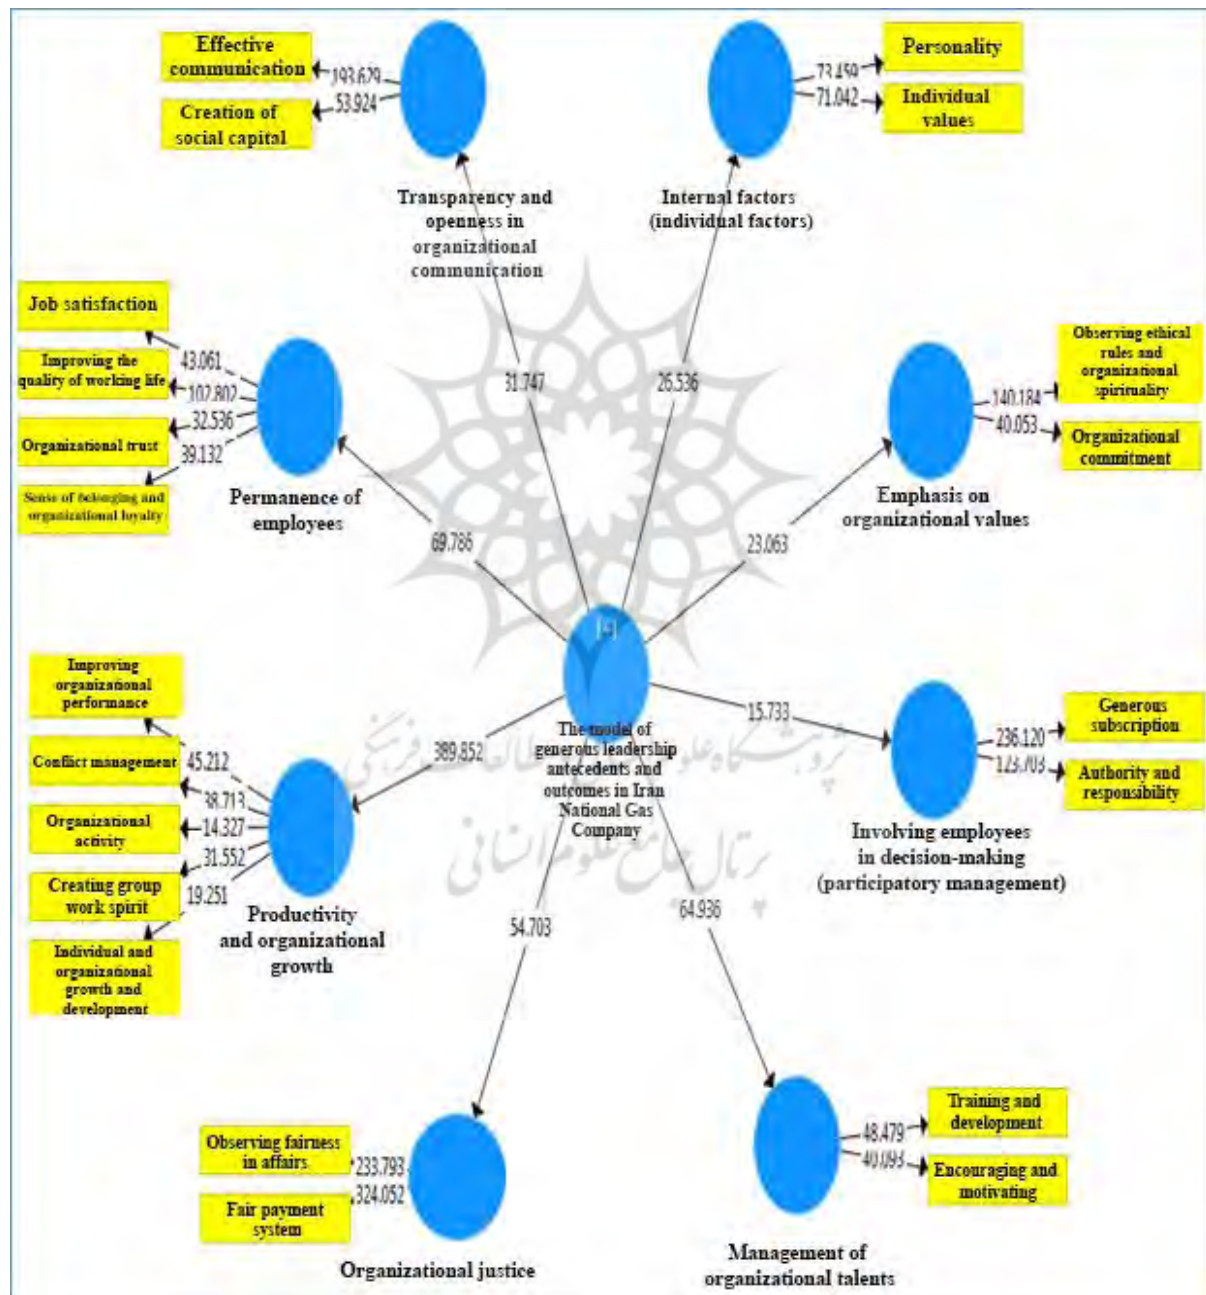 Effective
communication
193.629
53.924
Creation of
social capital
Transparency and
openness in
organizational
communication
Personality
73.459
71.042
Individual
values
Internal factors
(individual factors)
Job satisfaction
43.061
Improving the
quality of working life
102.802
32.536
Organizational trust
39.132
Sense of belonging and
organizational loyalty
Permanence of
employees
31.747
26.536
Observing ethical
rules and
organizational
spirituality
140.184
40.053
Organizational
commitment
Emphasis on
organizational values
69.786
23.063
[+]
The model of
generous leadership
antecedents and
outcomes in Iran
National Gas
Company
389.852
15.733
54.703
64.936
Improving
organizational
performance
Conflict management
45.212
38.713
Organizational
activity
14.327
31.552
Creating group
work spirit
19.251
Individual and
organizational
growth and
development
Productivity
and organizational
growth
Generous
subscription
236.120
123.703
Authority and
responsibility
Involving employees
in decision-making
(participatory management)
پرتال جامع علوم انسانی
Observing fairness
in affairs
233.793
324.052
Fair payment
system
Organizational justice
Training and
development
48.479
40.093
Encouraging and
motivating
Management of
organizational talents